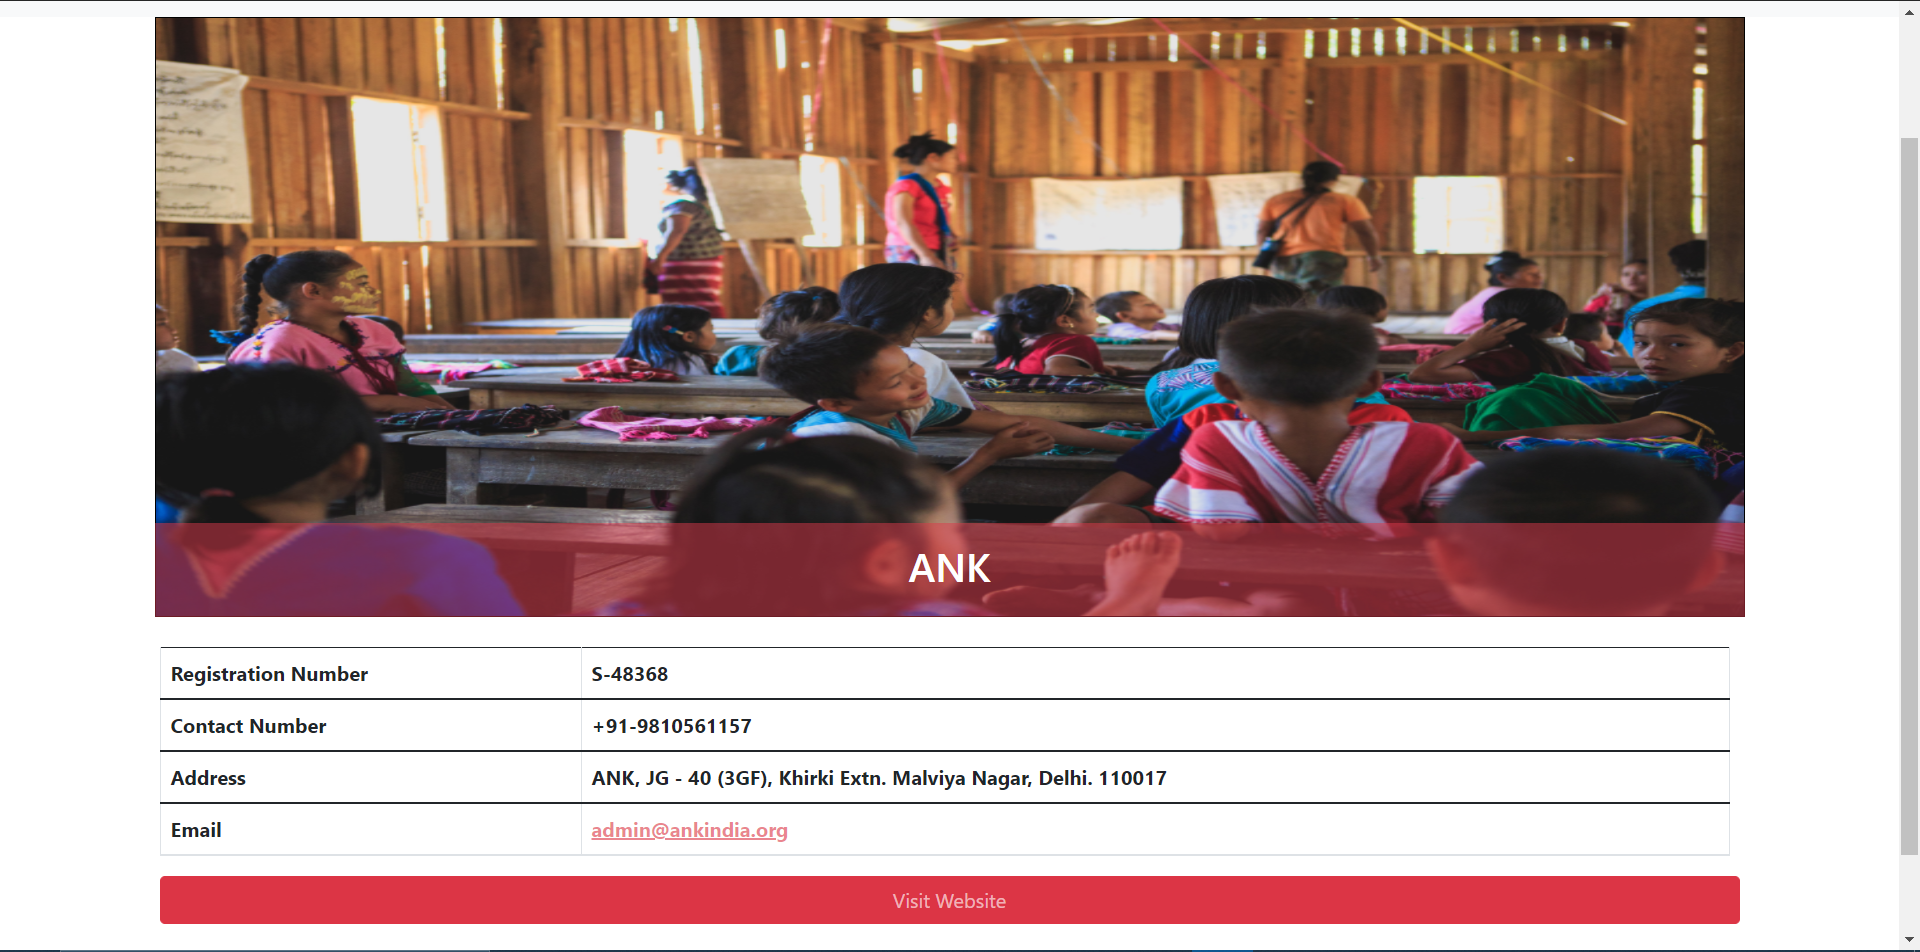 ANK
Registration Number S-48368
Contact Number +91-9810561157
Address ANK, JG - 40 (3GF), Khirki Extn. Malviya Nagar, Delhi. 110017
Email admin@ankindia.org
Visit Website